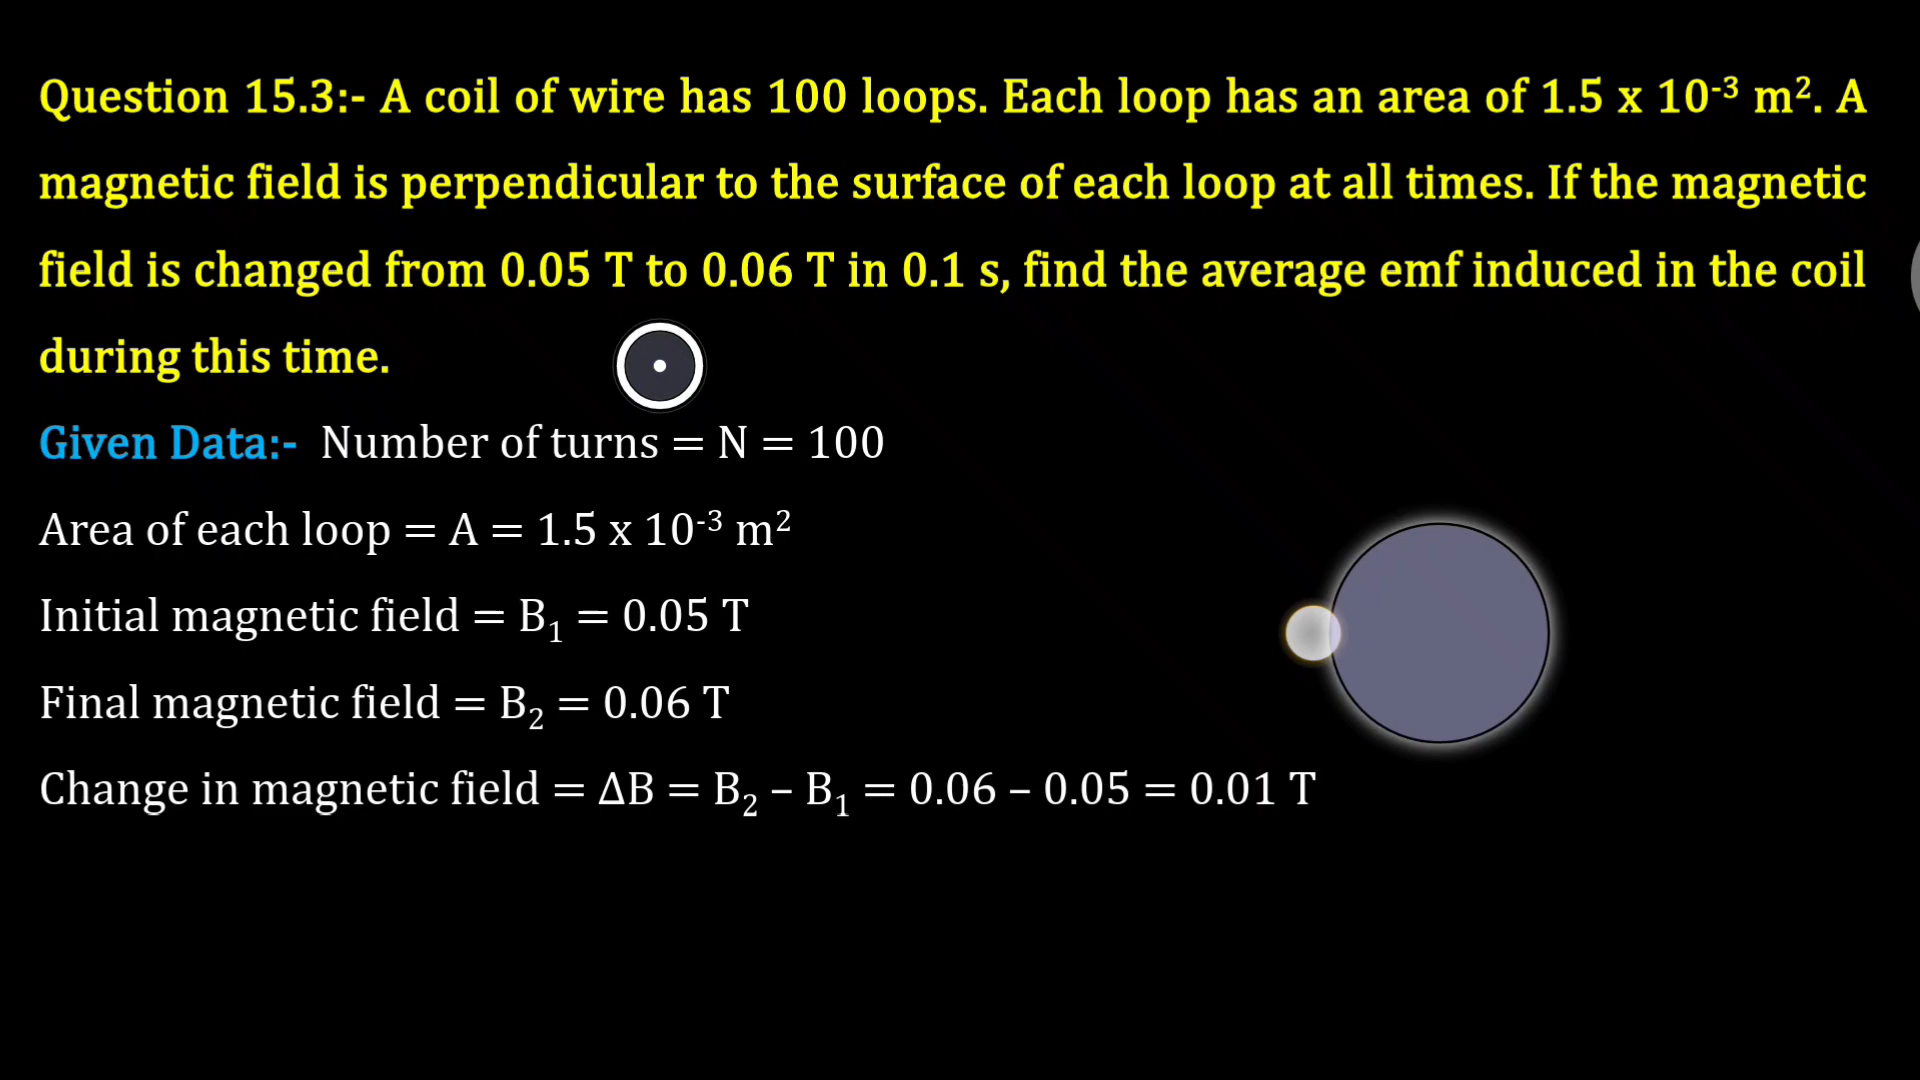 Question 15.3:- A coil of wire has 100 loops. Each loop has an area of 1.5 x 10⁻³ m². A
magnetic field is perpendicular to the surface of each loop at all times. If the magnetic
field is changed from 0.05 T to 0.06 T in 0.1 s, find the average emf induced in the coil
during this time.
Given Data:- Number of turns = N = 100
Area of each loop = A = 1.5 x 10⁻³ m²
Initial magnetic field = B₁ = 0.05 T
Final magnetic field = B₂ = 0.06 T
Change in magnetic field = ΔB = B₂ – B₁ = 0.06 – 0.05 = 0.01 T